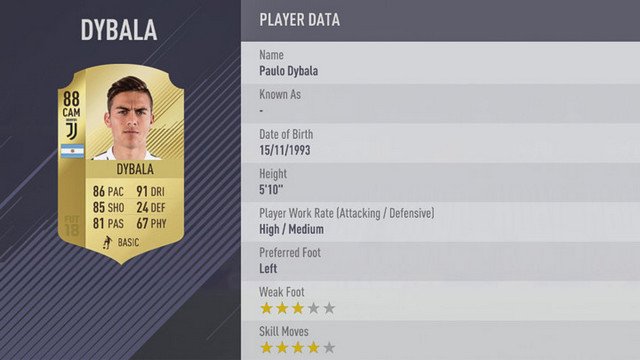 DYBALA
88
CAM
DYBALA
86 PAC 91 DRI
85 SHO 24 DEF
81 PAS 67 PHY
FUT
18
BASIC
PLAYER DATA
Name
Paulo Dybala
Known As
-
Date of Birth
15/11/1993
Height
5'10"
Player Work Rate (Attacking / Defensive)
High / Medium
Preferred Foot
Left
Weak Foot
Skill Moves